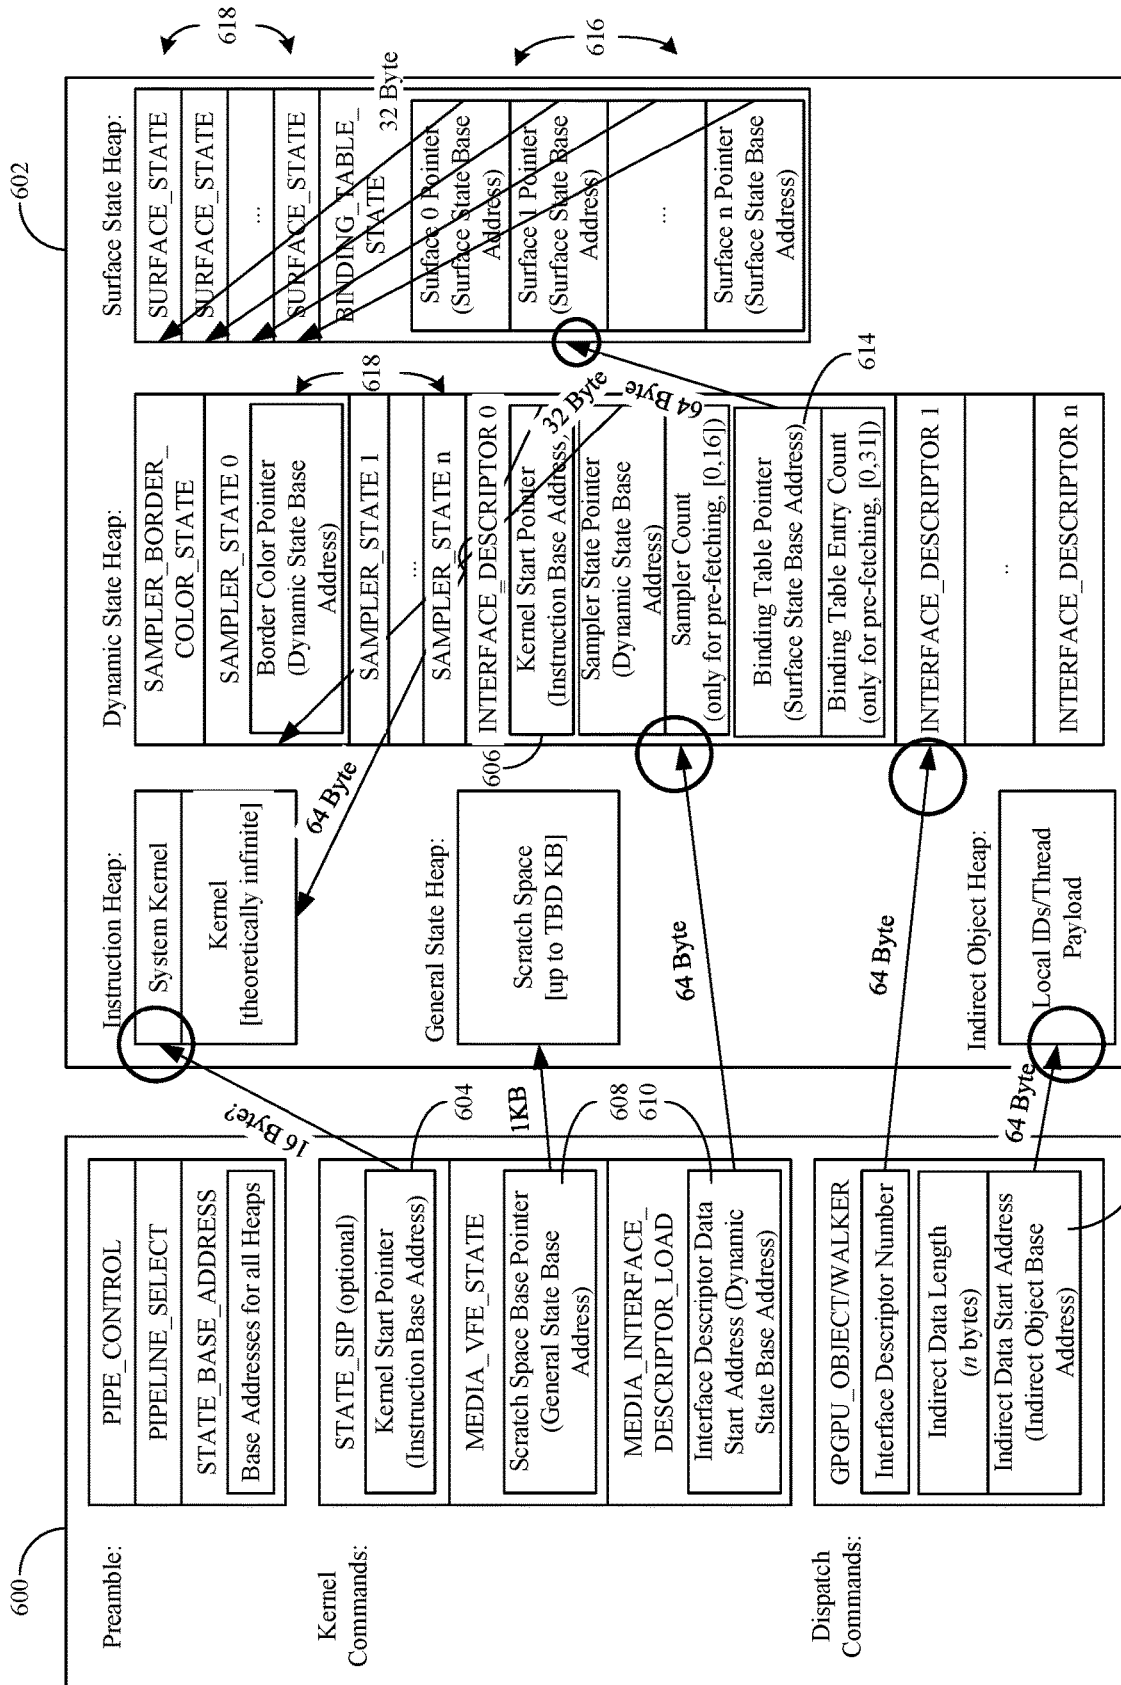 600
Preamble:
PIPE_CONTROL
PIPELINE_SELECT
STATE_BASE_ADDRESS
Base Addresses for all Heaps
Kernel
Commands:
STATE_SIP (optional)
Kernel Start Pointer
(Instruction Base Address)
604
MEDIA_VFE_STATE
Scratch Space Base Pointer
(General State Base
Address)
608
MEDIA_INTERFACE_
DESCRIPTOR_LOAD
Interface Descriptor Data
Start Address (Dynamic
State Base Address)
610
Dispatch
Commands:
GPGPU_OBJECT/WALKER
Interface Descriptor Number
Indirect Data Length
(n bytes)
Indirect Data Start Address
(Indirect Object Base
Address)
16 Byte?
1KB
64 Byte
64 Byte
64 Byte
602
Instruction Heap:
System Kernel
Kernel
[theoretically infinite]
64 Byte
General State Heap:
Scratch Space
[up to TBD KB]
Indirect Object Heap:
Local IDs/Thread
Payload
Dynamic State Heap:
SAMPLER_BORDER_
COLOR_STATE
SAMPLER_STATE 0
Border Color Pointer
(Dynamic State Base
Address)
SAMPLER_STATE 1
...
SAMPLER_STATE n
618
INTERFACE_DESCRIPTOR 0
Kernel Start Pointer
(Instruction Base Address)
606
Sampler State Pointer
(Dynamic State Base
Address)
Sampler Count
(only for pre-fetching, [0,16])
Binding Table Pointer
(Surface State Base Address)
614
Binding Table Entry Count
(only for pre-fetching, [0,31])
INTERFACE_DESCRIPTOR 1
..
INTERFACE_DESCRIPTOR n
32 Byte
64 Byte
Surface State Heap:
SURFACE_STATE
SURFACE_STATE
...
SURFACE_STATE
618
BINDING_TABLE_
STATE
32 Byte
Surface 0 Pointer
(Surface State Base
Address)
Surface 1 Pointer
(Surface State Base
Address)
...
Surface n Pointer
(Surface State Base
Address)
616